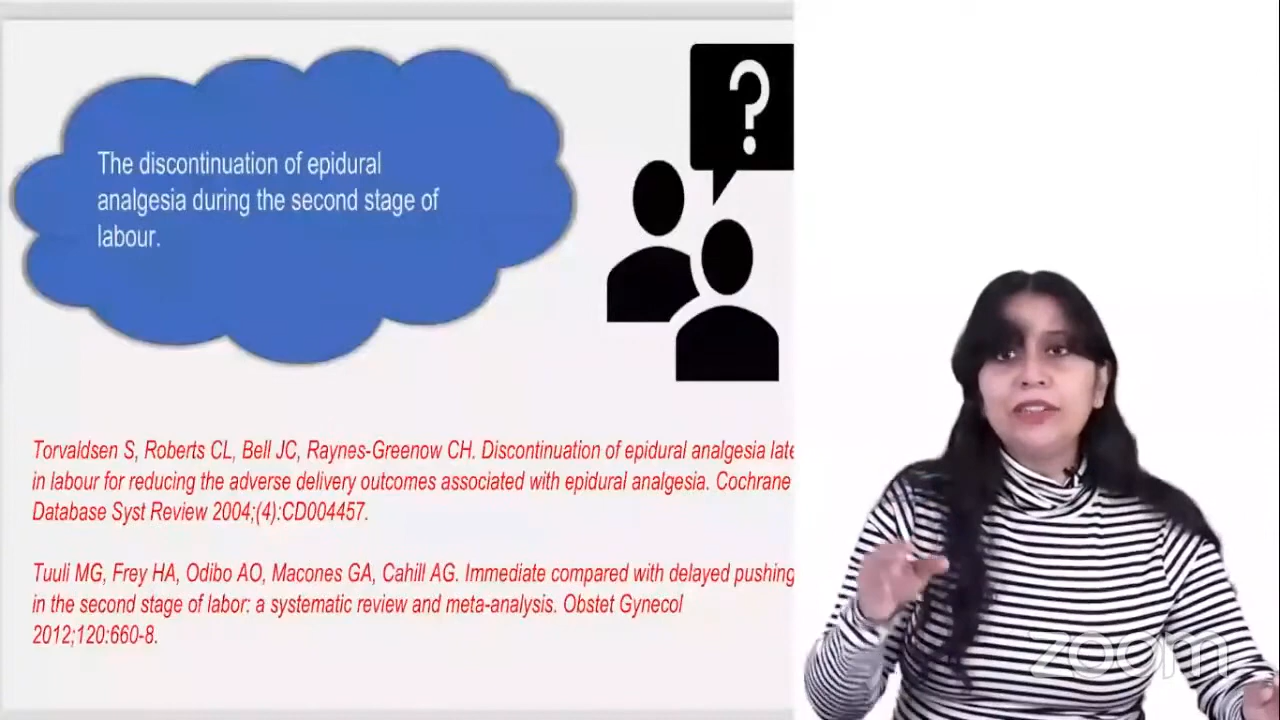 The discontinuation of epidural
analgesia during the second stage of
labour.
?
Torvaldsen S, Roberts CL, Bell JC, Raynes-Greenow CH. Discontinuation of epidural analgesia late
in labour for reducing the adverse delivery outcomes associated with epidural analgesia. Cochrane
Database Syst Review 2004;(4):CD004457.
Tuuli MG, Frey HA, Odibo AO, Macones GA, Cahill AG. Immediate compared with delayed pushing
in the second stage of labor: a systematic review and meta-analysis. Obstet Gynecol
2012;120:660-8.
zoom